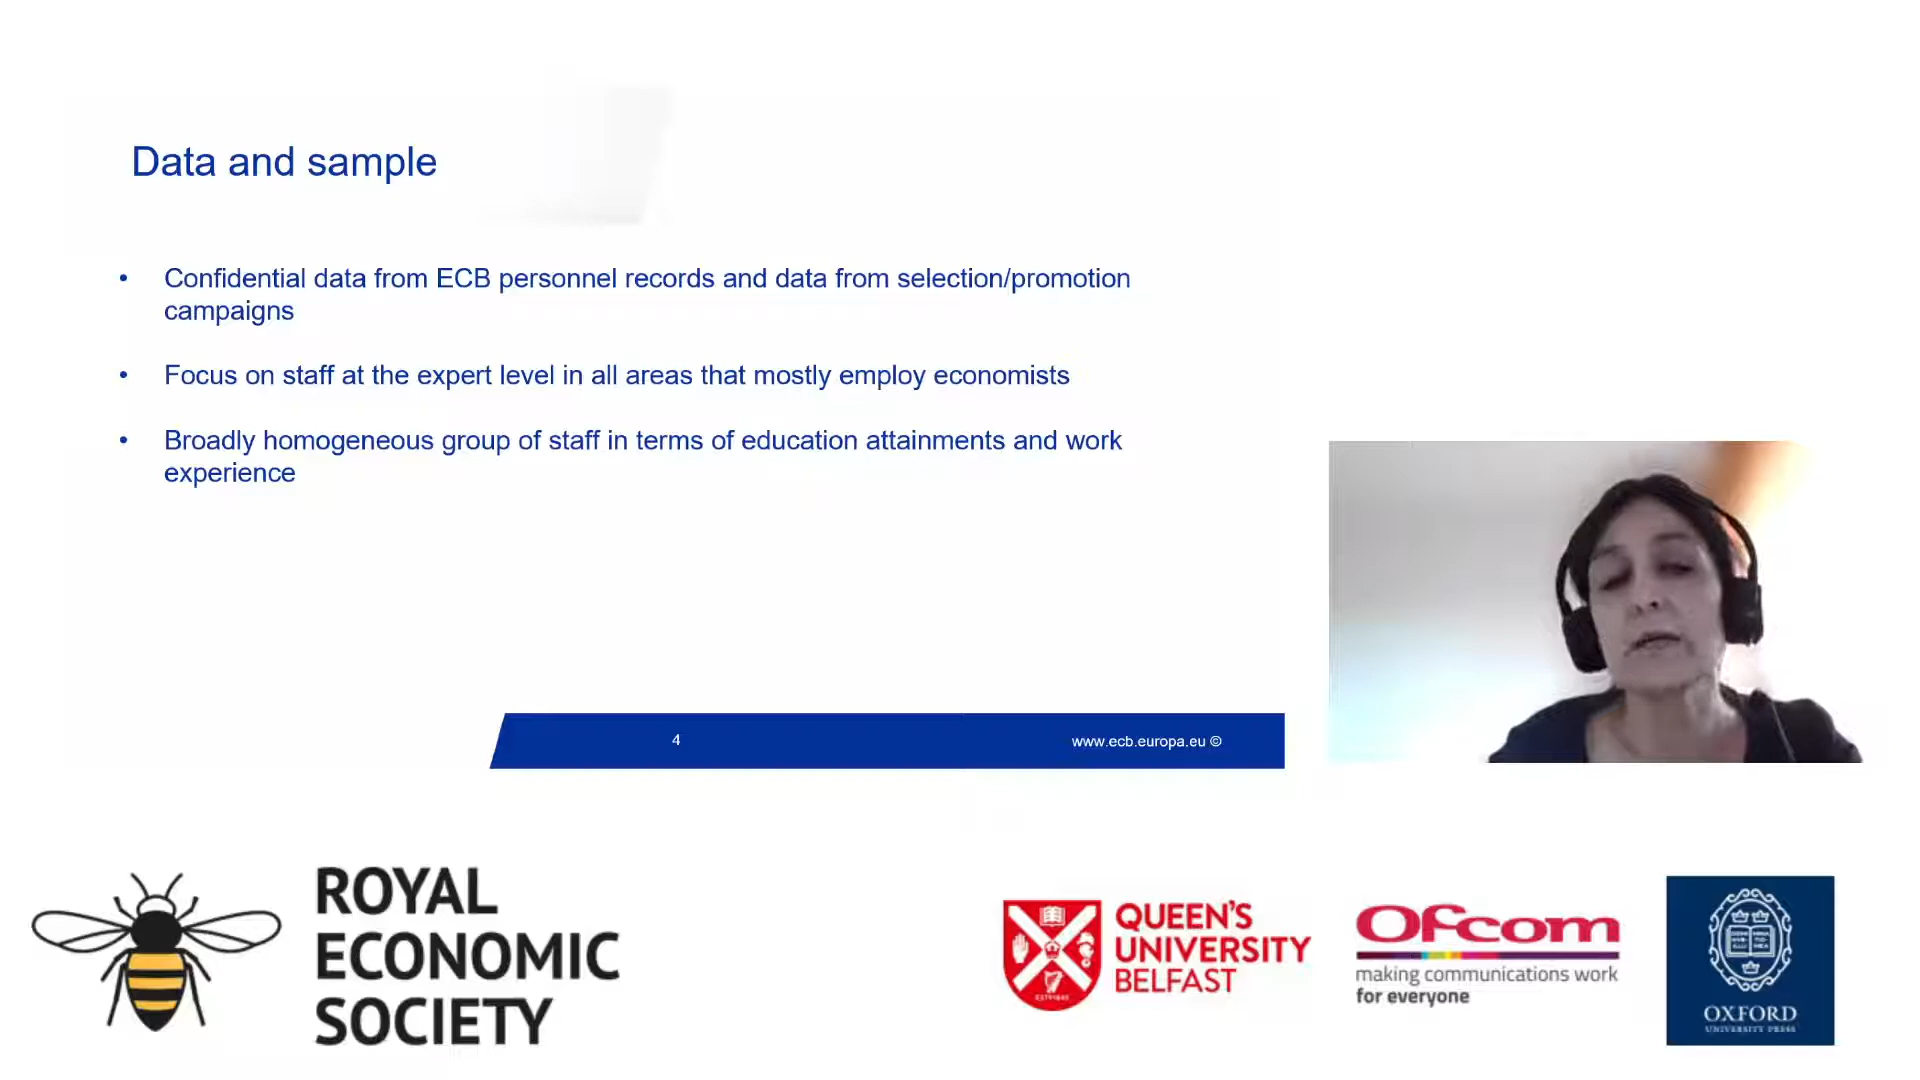 Data and sample
• Confidential data from ECB personnel records and data from selection/promotion
campaigns
• Focus on staff at the expert level in all areas that mostly employ economists
• Broadly homogeneous group of staff in terms of education attainments and work
experience
4
www.ecb.europa.eu ©
ROYAL
ECONOMIC
SOCIETY
QUEEN'S
UNIVERSITY
BELFAST
Ofcom
making communications work
for everyone
OXFORD
UNIVERSITY PRESS